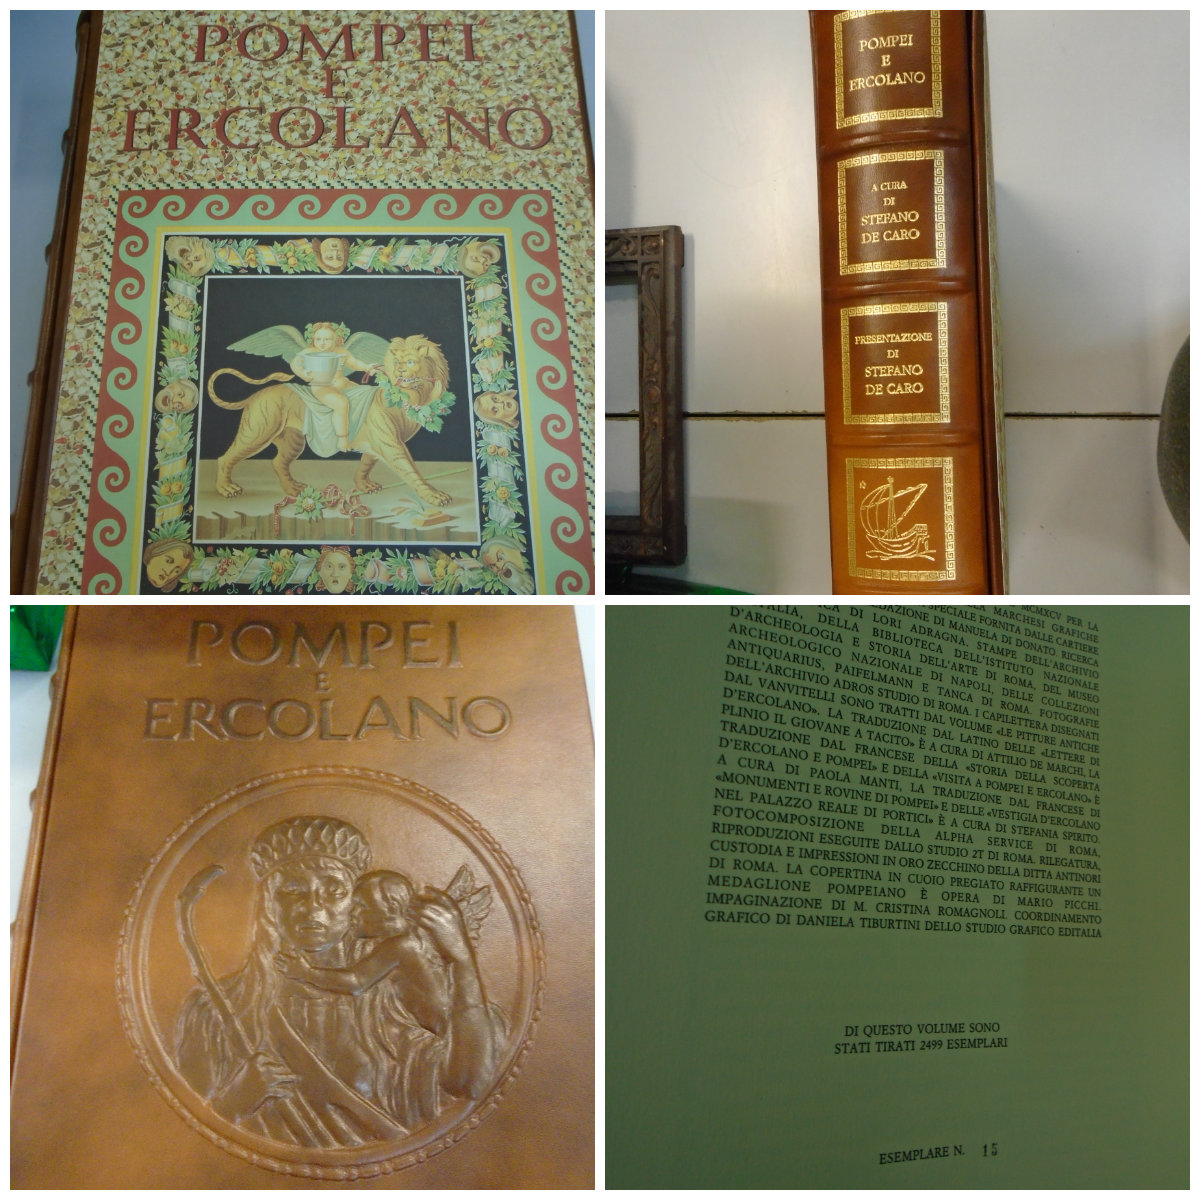 POMPEI
E
ERCOLANO
POMPEI
E
ERCOLANO
A CURA
DI
STEFANO
DE CARO
PRESENTAZIONE
DI
STEFANO
DE CARO
POMPEI
E
ERCOLANO
MCMXCV PER LA
MARCHESI GRAFICHE
SPECIALE FORNITA DALLE CARTIERE
DI MANUELA DI DONATO. RICERCA
DI LORI ADRAGNA. STAMPE DELL'ARCHIVIO
D'ITALIA, DELLA BIBLIOTECA DELL'ISTITUTO NAZIONALE
D'ARCHEOLOGIA E STORIA DELL'ARTE DI ROMA, DEL MUSEO
ARCHEOLOGICO NAZIONALE DI NAPOLI, DELLE COLLEZIONI
ANTIQUARIUS, PAIFELMANN E TANCA DI ROMA. FOTOGRAFIE
DELL'ARCHIVIO ADROS STUDIO DI ROMA. I CAPILETTERA DISEGNATI
DAL VANVITELLI SONO TRATTI DAL VOLUME «LE PITTURE ANTICHE
D'ERCOLANO». LA TRADUZIONE DAL LATINO DELLE «LETTERE DI
PLINIO IL GIOVANE A TACITO» È A CURA DI ATTILIO DE MARCHI, LA
TRADUZIONE DAL FRANCESE DELLA «STORIA DELLA SCOPERTA
D'ERCOLANO E POMPEI» E DELLA «VISITA A POMPEI E ERCOLANO» È
A CURA DI PAOLA MANTI, LA TRADUZIONE DAL FRANCESE DI
«MONUMENTI E ROVINE DI POMPEI» E DELLE «VESTIGIA D'ERCOLANO
NEL PALAZZO REALE DI PORTICI» È A CURA DI STEFANIA SPIRITO.
FOTOCOMPOSIZIONE DELLA ALPHA SERVICE DI ROMA,
RIPRODUZIONI ESEGUITE DALLO STUDIO 2T DI ROMA. RILEGATURA,
CUSTODIA E IMPRESSIONI IN ORO ZECCHINO DELLA DITTA ANTINORI
DI ROMA. LA COPERTINA IN CUOIO PREGIATO RAFFIGURANTE UN
MEDAGLIONE POMPEIANO È OPERA DI MARIO PICCHI.
IMPAGINAZIONE DI M. CRISTINA ROMAGNOLI. COORDINAMENTO
GRAFICO DI DANIELA TIBURTINI DELLO STUDIO GRAFICO EDITALIA
DI QUESTO VOLUME SONO
STATI TIRATI 2499 ESEMPLARI
ESEMPLARE N. 15